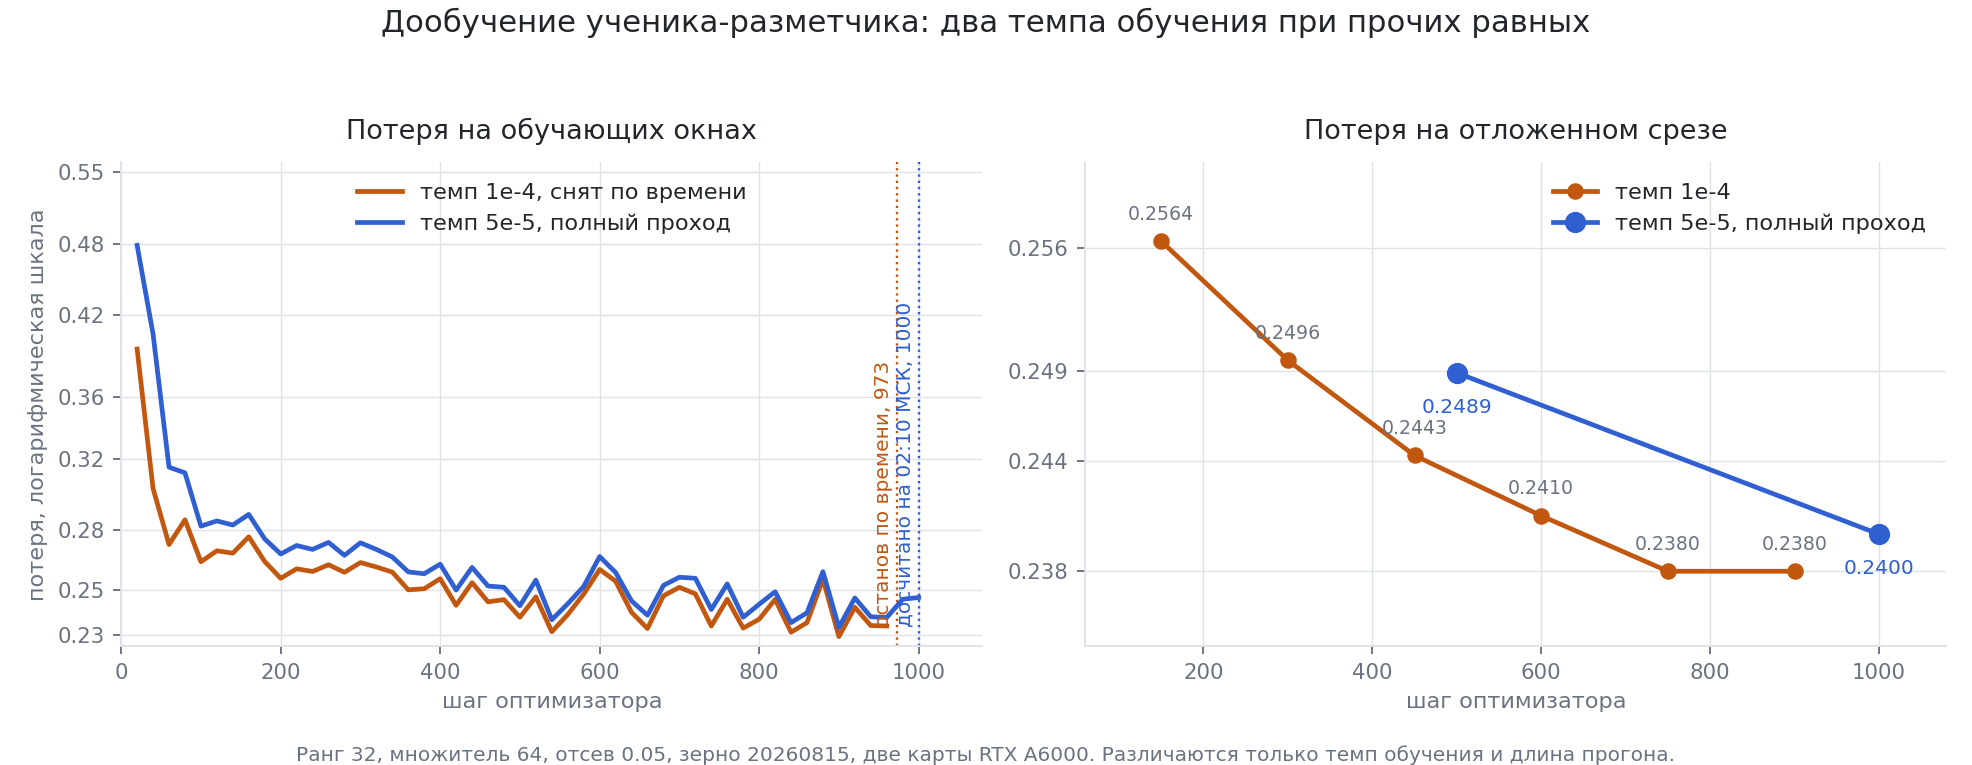 Дообучение ученика-разметчика: два темпа обучения при прочих равных
Потеря на обучающих окнах
потеря, логарифмическая шкала
0.55
0.48
0.42
0.36
0.32
0.28
0.25
0.23
темп 1e-4, снят по времени
темп 5e-5, полный проход
останов по времени, 973
досчитано на 02:10 МСК, 1000
0 200 400 600 800 1000
шаг оптимизатора
Потеря на отложенном срезе
0.256
0.249
0.244
0.238
темп 1e-4
темп 5e-5, полный проход
0.2564
0.2496
0.2443
0.2410
0.2380
0.2380
0.2489
0.2400
200 400 600 800 1000
шаг оптимизатора
Ранг 32, множитель 64, отсев 0.05, зерно 20260815, две карты RTX A6000. Различаются только темп обучения и длина прогона.